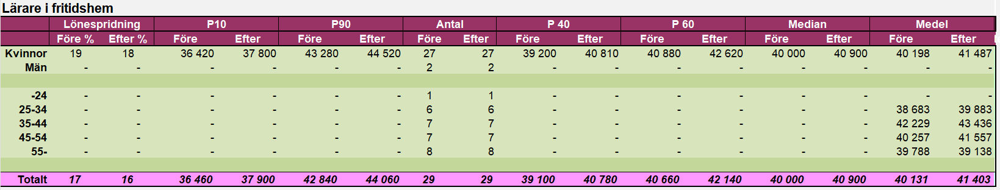 Lärare i fritidshem
Lönespridning P10 P90 Antal P 40 P 60 Median Medel
Före % Efter % Före Efter Före Efter Före Efter Före Efter Före Efter Före Efter Före Efter
Kvinnor 19 18 36 420 37 800 43 280 44 520 27 27 39 200 40 810 40 880 42 620 40 000 40 900 40 198 41 487
Män - - - - - - 2 2 - - - - - - - -
-24 - - - - - - 1 1 - - - - - - - -
25-34 - - - - - - 6 6 - - - - - - 38 683 39 883
35-44 - - - - - - 7 7 - - - - - - 42 229 43 436
45-54 - - - - - - 7 7 - - - - - - 40 257 41 557
55- - - - - - - 8 8 - - - - - - 39 788 39 138
Totalt 17 16 36 460 37 900 42 840 44 060 29 29 39 100 40 780 40 660 42 140 40 000 40 900 40 131 41 403